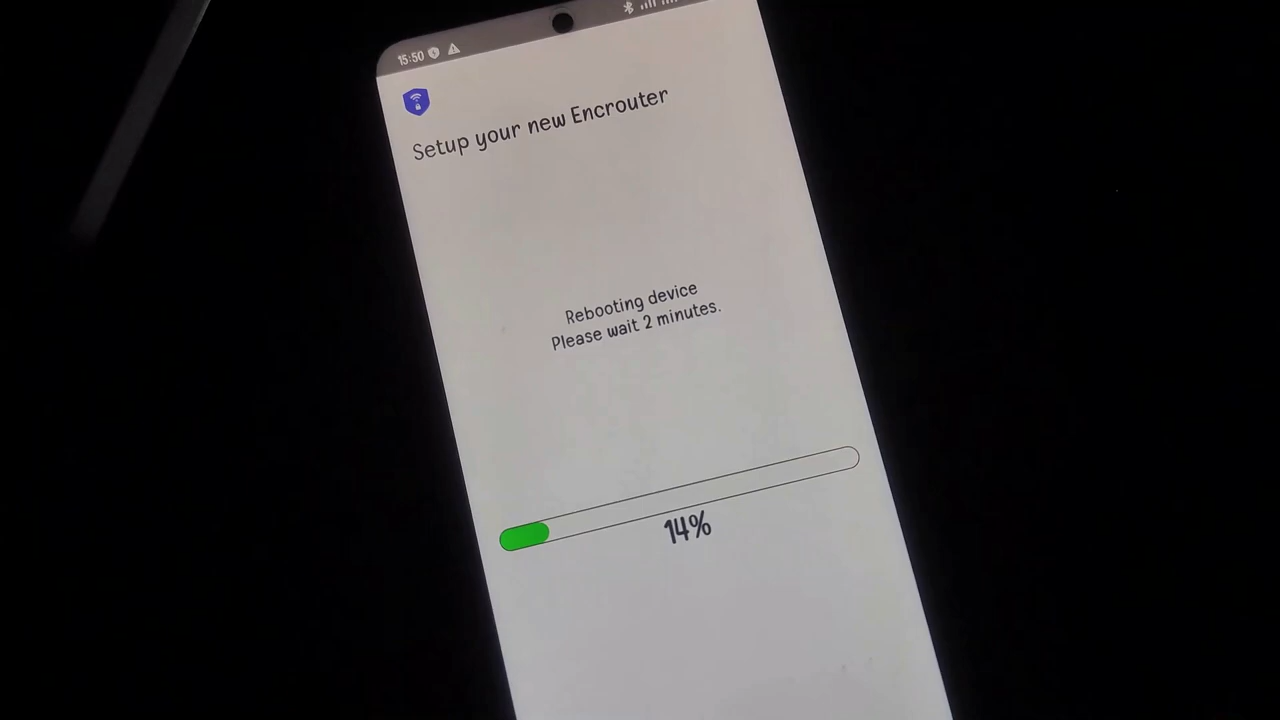 15:50
Setup your new Encrouter
Rebooting device
Please wait 2 minutes.
14%